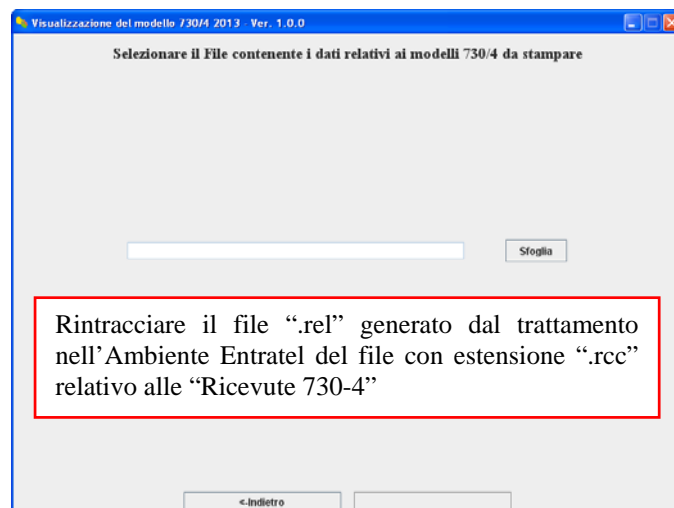 Visualizzazione del modello 730/4 2013 - Ver. 1.0.0
Selezionare il File contenente i dati relativi ai modelli 730/4 da stampare
Sfoglia
Rintracciare il file “.rel” generato dal trattamento
nell’Ambiente Entratel del file con estensione “.rcc”
relativo alle “Ricevute 730-4”
<-Indietro